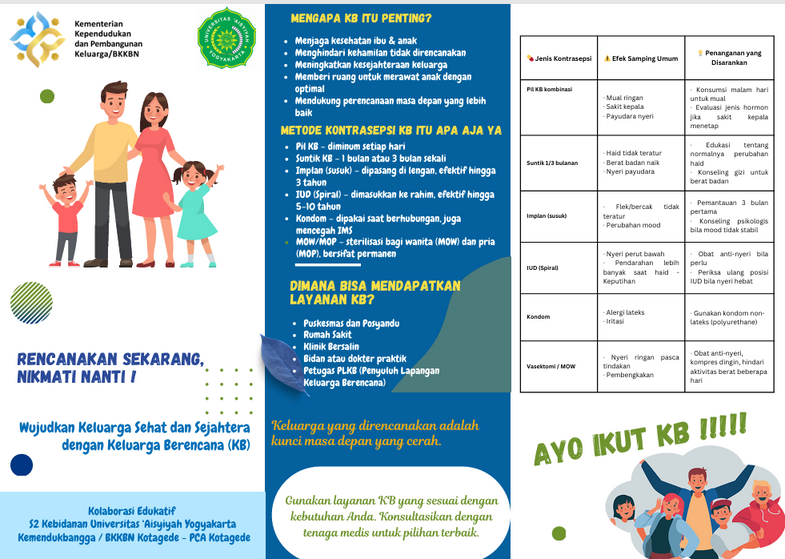 Kementerian
Kependudukan
dan Pembangunan
Keluarga/BKKBN
UNIVERSITAS 'AISYIYAH
YOGYAKARTA
RENCANAKAN SEKARANG,
NIKMATI NANTI !
Wujudkan Keluarga Sehat dan Sejahtera
dengan Keluarga Berencana (KB)
Kolaborasi Edukatif
S2 Kebidanan Universitas 'Aisyiyah Yogyakarta
Kemendukbangga / BKKBN Kotagede - PCA Kotagede
MENGAPA KB ITU PENTING?
• Menjaga kesehatan ibu & anak
• Menghindari kehamilan tidak direncanakan
• Meningkatkan kesejahteraan keluarga
• Memberi ruang untuk merawat anak dengan
optimal
• Mendukung perencanaan masa depan yang lebih
baik
METODE KONTRASEPSI KB ITU APA AJA YA
• Pil KB – diminum setiap hari
• Suntik KB – 1 bulan atau 3 bulan sekali
• Implan (susuk) – dipasang di lengan, efektif hingga
3 tahun
• IUD (Spiral) – dimasukkan ke rahim, efektif hingga
5-10 tahun
• Kondom – dipakai saat berhubungan, juga
mencegah IMS
• MOW/MOP – sterilisasi bagi wanita (MOW) dan pria
(MOP), bersifat permanen
DIMANA BISA MENDAPATKAN
LAYANAN KB?
• Puskesmas dan Posyandu
• Rumah Sakit
• Klinik Bersalin
• Bidan atau dokter praktik
• Petugas PLKB (Penyuluh Lapangan
Keluarga Berencana)
Keluarga yang direncanakan adalah
kunci masa depan yang cerah.
Gunakan layanan KB yang sesuai dengan
kebutuhan Anda. Konsultasikan dengan
tenaga medis untuk pilihan terbaik.
💊 Jenis Kontrasepsi
⚠️ Efek Samping Umum
💡 Penanganan yang
Disarankan
Pil KB kombinasi
· Mual ringan
· Sakit kepala
· Payudara nyeri
· Konsumsi malam hari
untuk mual
· Evaluasi jenis hormon
jika sakit kepala
menetap
Suntik 1/3 bulanan
· Haid tidak teratur
· Berat badan naik
· Nyeri payudara
· Edukasi tentang
normalnya perubahan
haid
· Konseling gizi untuk
berat badan
Implan (susuk)
· Flek/bercak tidak
teratur
· Perubahan mood
· Pemantauan 3 bulan
pertama
· Konseling psikologis
bila mood tidak stabil
IUD (Spiral)
· Nyeri perut bawah
· Pendarahan lebih
banyak saat haid -
Keputihan
· Obat anti-nyeri bila
perlu
· Periksa ulang posisi
IUD bila nyeri hebat
Kondom
· Alergi lateks
· Iritasi
· Gunakan kondom non-
lateks (polyurethane)
Vasektomi / MOW
· Nyeri ringan pasca
tindakan
· Pembengkakan
· Obat anti-nyeri,
kompres dingin, hindari
aktivitas berat beberapa
hari
AYO IKUT KB !!!!!